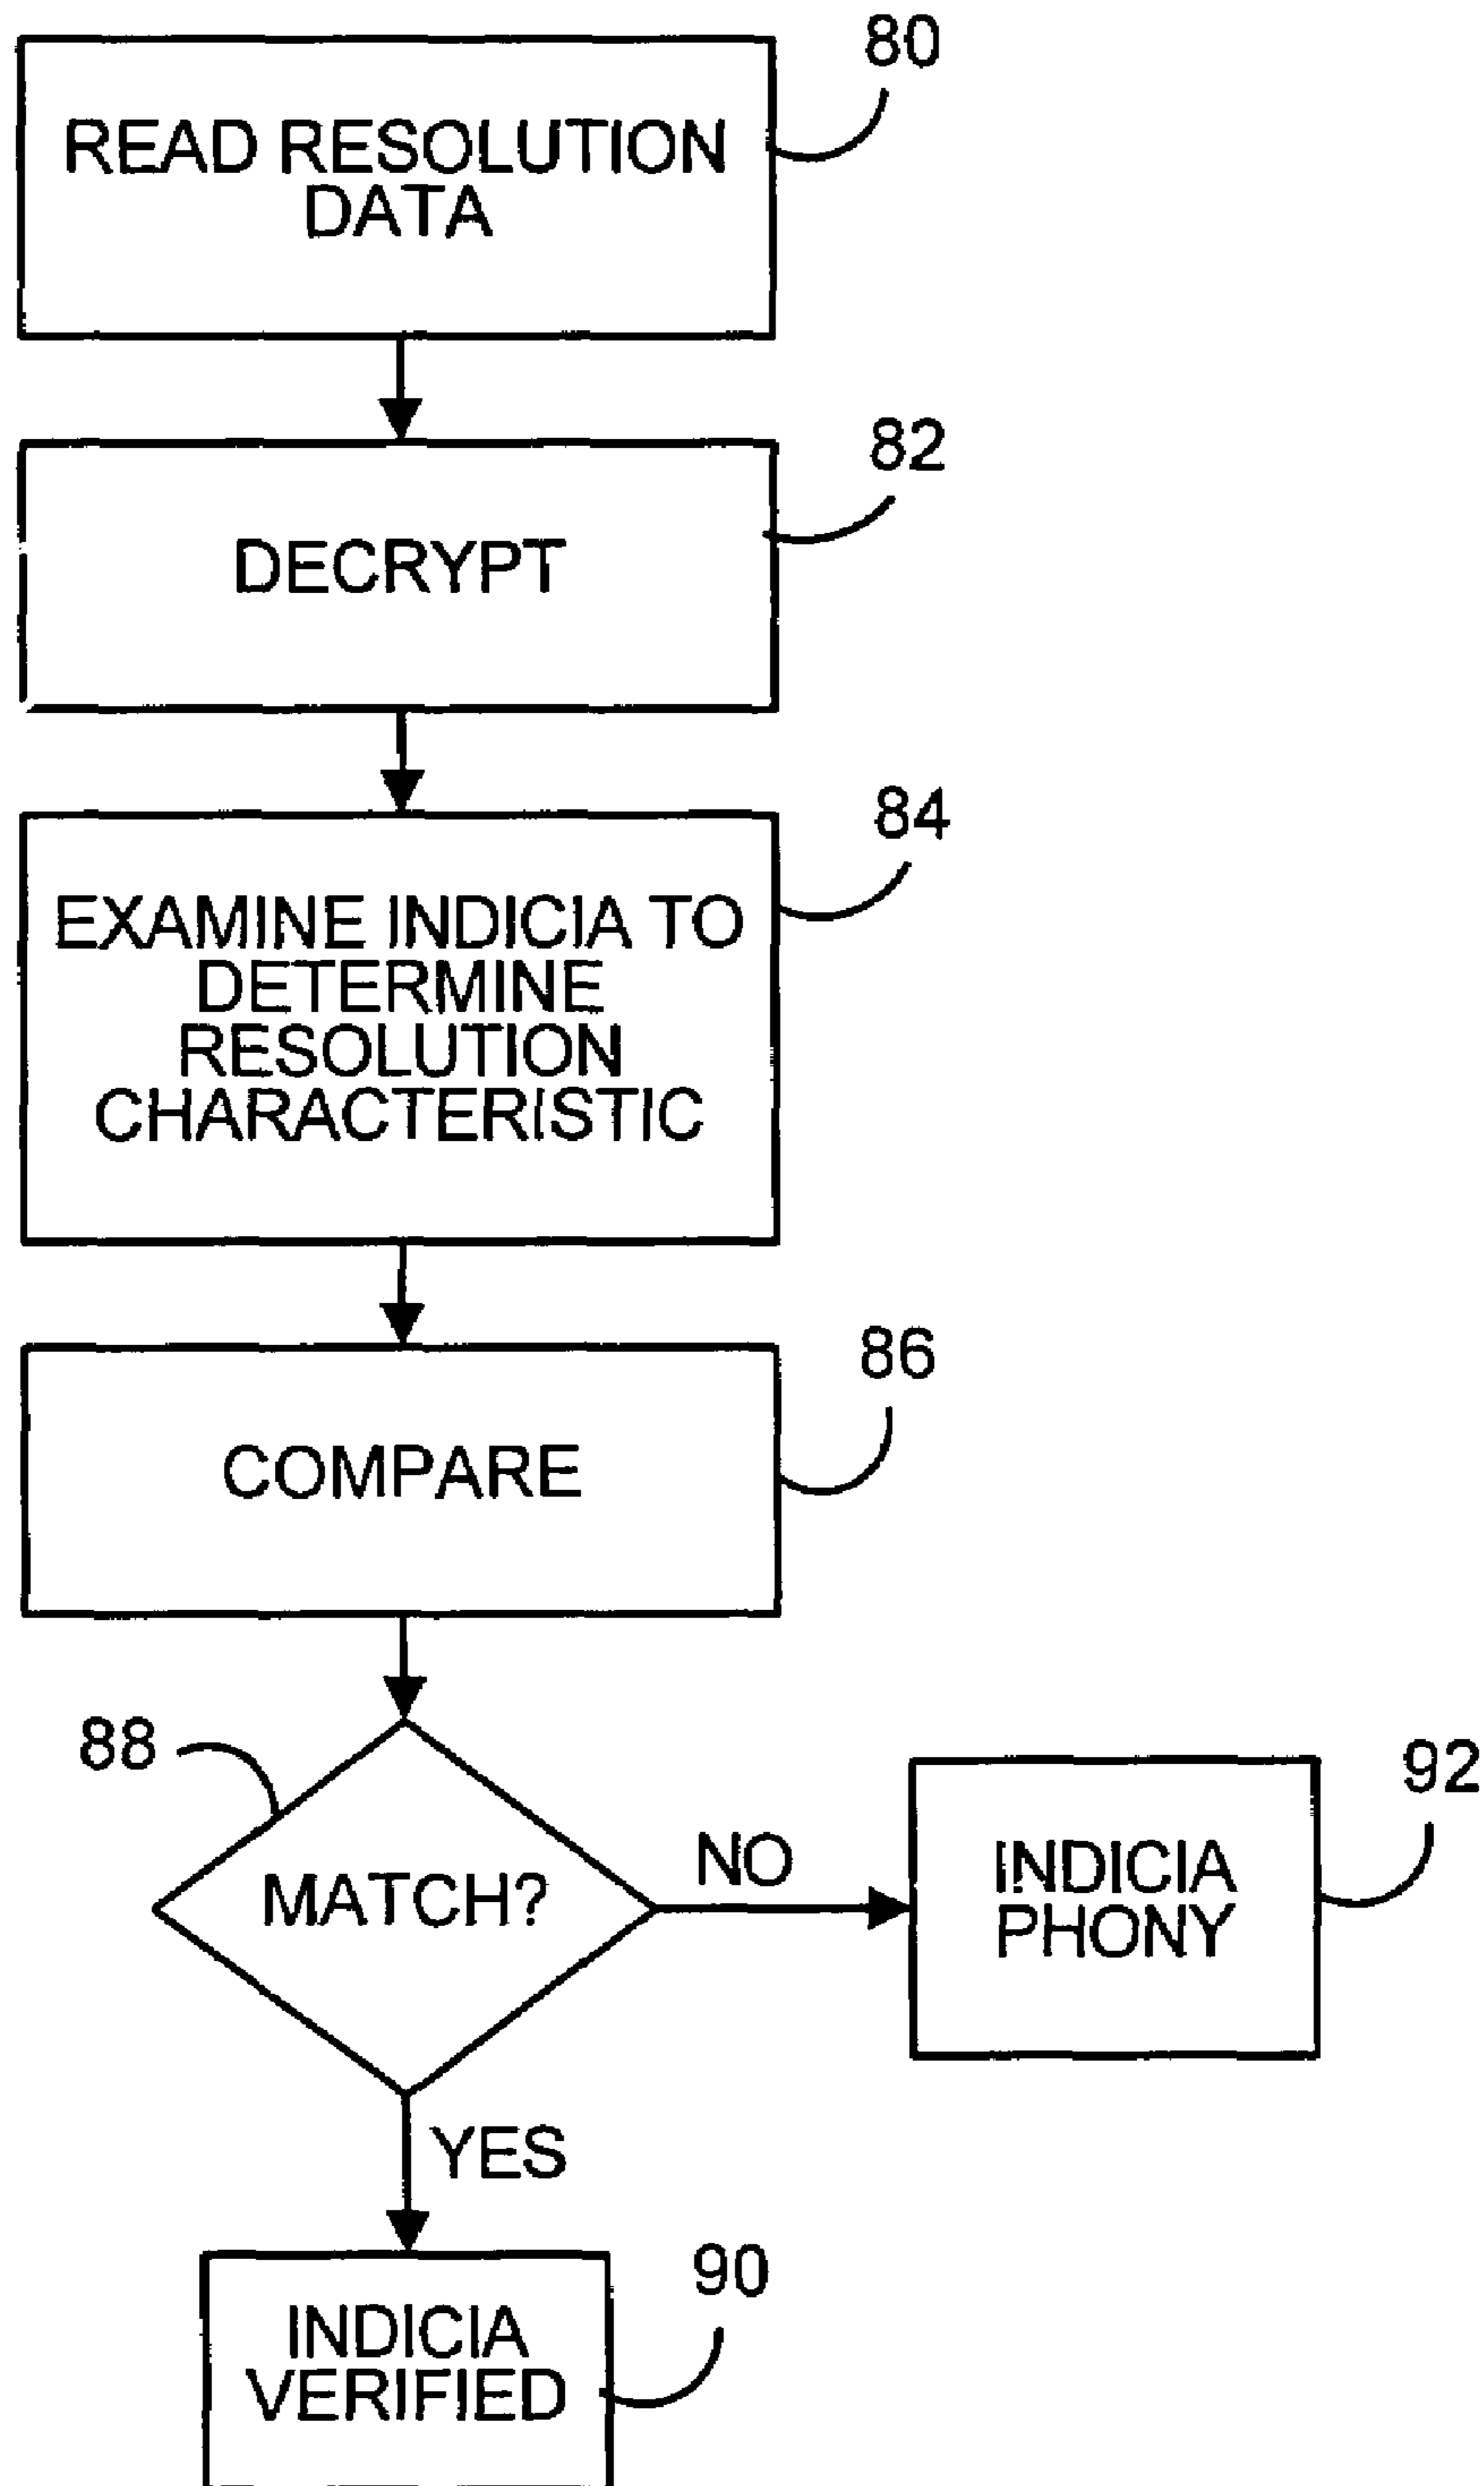 80
READ RESOLUTION
DATA
82
DECRYPT
84
EXAMINE INDICIA TO
DETERMINE
RESOLUTION
CHARACTERISTIC
86
COMPARE
88
MATCH?
NO
92
INDICIA
PHONY
YES
90
INDICIA
VERIFIED